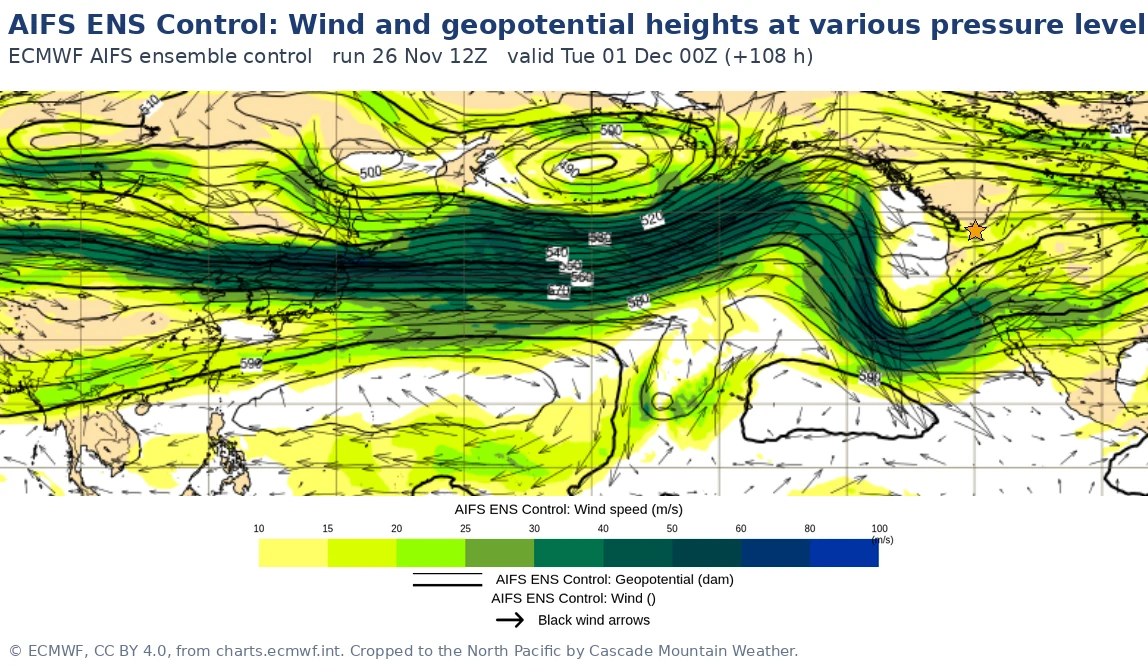 AIFS ENS Control: Wind and geopotential heights at various pressure level
ECMWF AIFS ensemble control   run 26 Nov 12Z   valid Tue 01 Dec 00Z (+108 h)
510
500
500
490
520
540
560
580
590
590
AIFS ENS Control: Wind speed (m/s)
10 15 20 25 30 40 50 60 80 100
(m/s)
AIFS ENS Control: Geopotential (dam)
AIFS ENS Control: Wind ()
Black wind arrows
© ECMWF, CC BY 4.0, from charts.ecmwf.int. Cropped to the North Pacific by Cascade Mountain Weather.